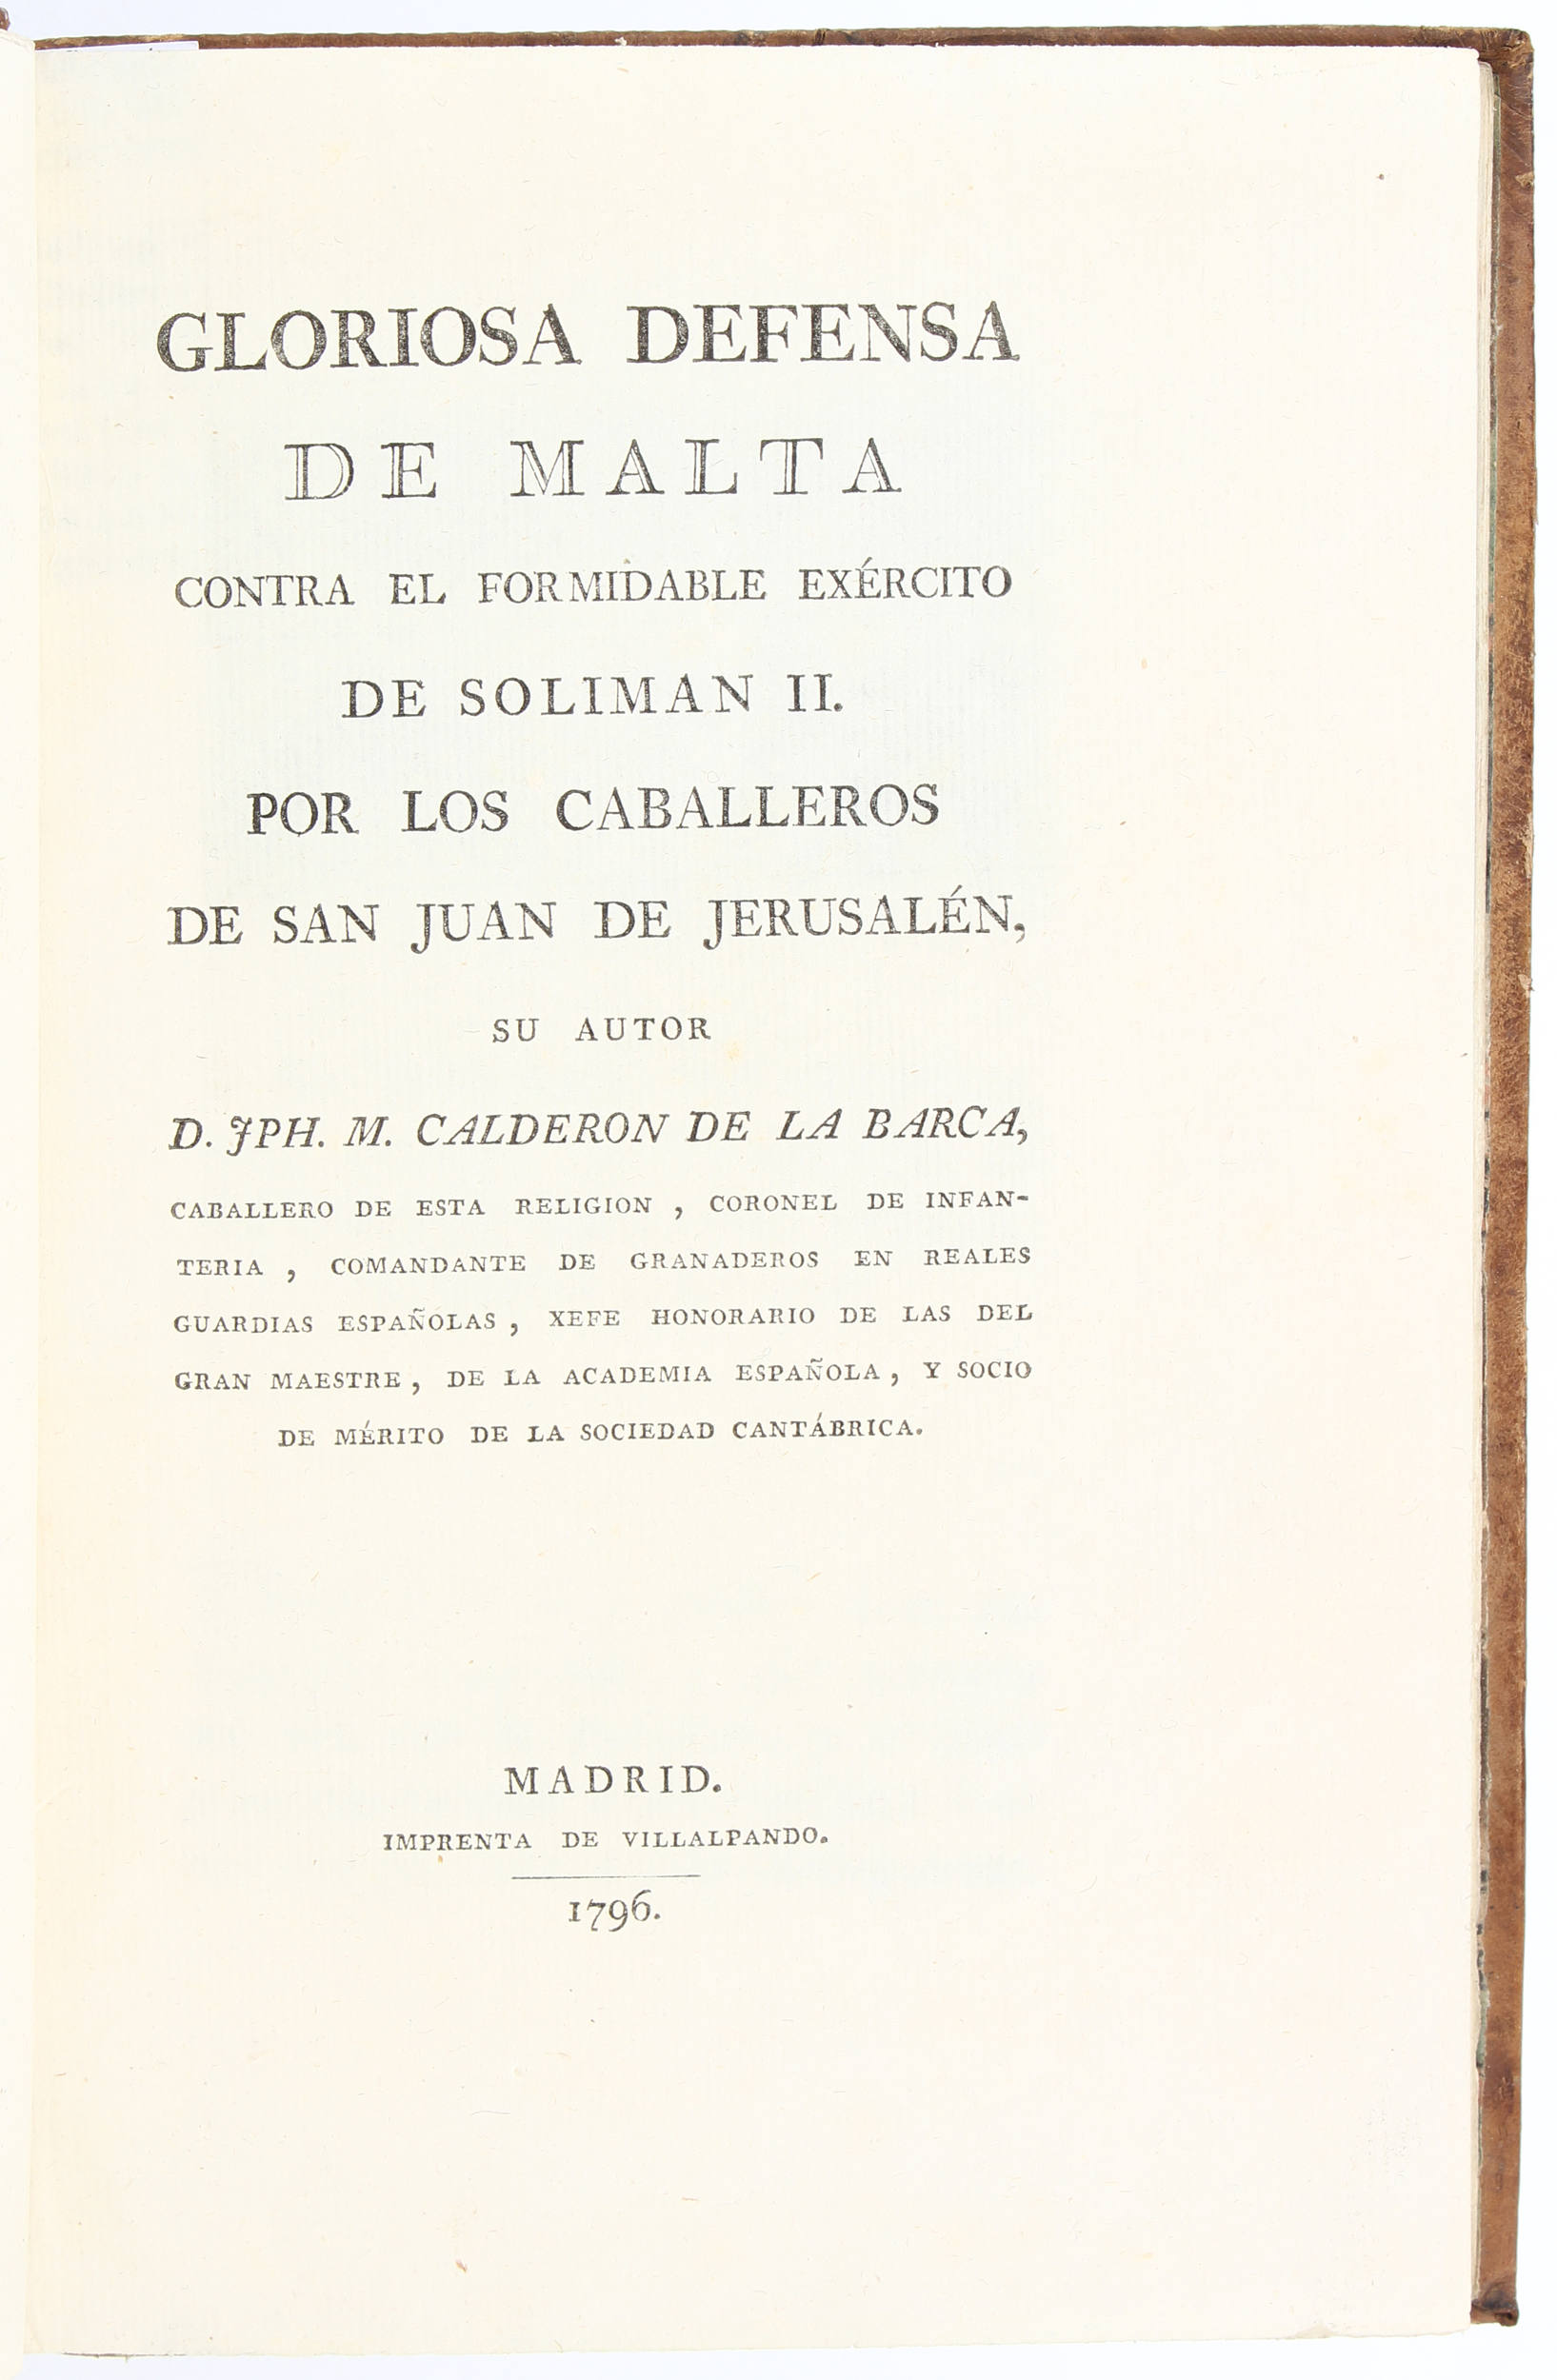 GLORIOSA DEFENSA
DE MALTA
CONTRA EL FORMIDABLE EXÉRCITO
DE SOLIMAN II.
POR LOS CABALLEROS
DE SAN JUAN DE JERUSALÉN,
SU AUTOR
D. JPH. M. CALDERON DE LA BARCA,
CABALLERO DE ESTA RELIGION , CORONEL DE INFAN-
TERIA , COMANDANTE DE GRANADEROS EN REALES
GUARDIAS ESPAÑOLAS , XEFE HONORARIO DE LAS DEL
GRAN MAESTRE , DE LA ACADEMIA ESPAÑOLA , Y SOCIO
DE MÉRITO DE LA SOCIEDAD CANTÁBRICA.
MADRID.
IMPRENTA DE VILLALPANDO.
1796.